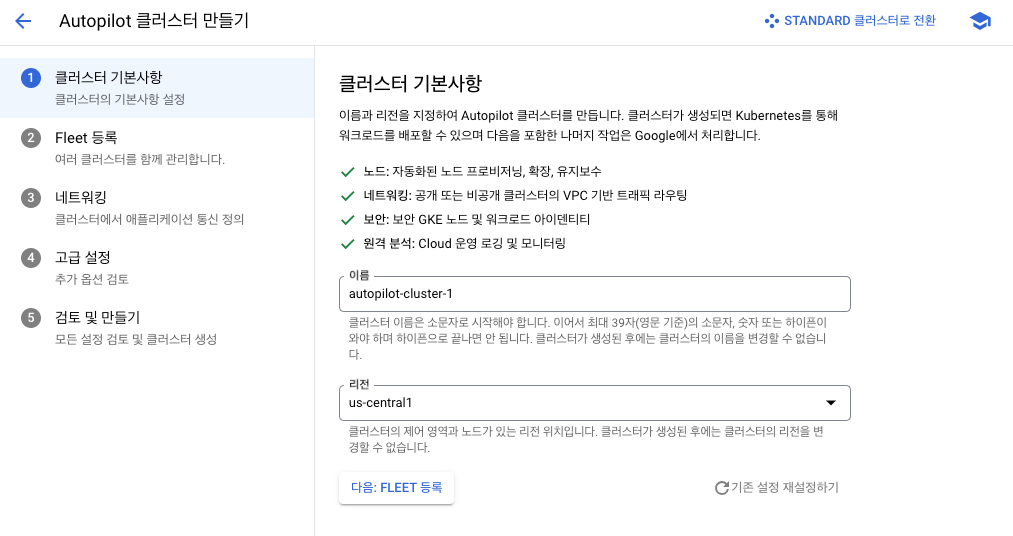 Autopilot 클러스터 만들기
STANDARD 클러스터로 전환
1
클러스터 기본사항
클러스터의 기본사항 설정
2
Fleet 등록
여러 클러스터를 함께 관리합니다.
3
네트워킹
클러스터에서 애플리케이션 통신 정의
4
고급 설정
추가 옵션 검토
5
검토 및 만들기
모든 설정 검토 및 클러스터 생성
클러스터 기본사항
이름과 리전을 지정하여 Autopilot 클러스터를 만듭니다. 클러스터가 생성되면 Kubernetes를 통해
워크로드를 배포할 수 있으며 다음을 포함한 나머지 작업은 Google에서 처리합니다.
노드: 자동화된 노드 프로비저닝, 확장, 유지보수
네트워킹: 공개 또는 비공개 클러스터의 VPC 기반 트래픽 라우팅
보안: 보안 GKE 노드 및 워크로드 아이덴티티
원격 분석: Cloud 운영 로깅 및 모니터링
이름
autopilot-cluster-1
클러스터 이름은 소문자로 시작해야 합니다. 이어서 최대 39자(영문 기준)의 소문자, 숫자 또는 하이픈이
와야 하며 하이픈으로 끝나면 안 됩니다. 클러스터가 생성된 후에는 클러스터의 이름을 변경할 수 없습니
다.
리전
us-central1
클러스터의 제어 영역과 노드가 있는 리전 위치입니다. 클러스터가 생성된 후에는 클러스터의 리전을 변
경할 수 없습니다.
다음: FLEET 등록
기존 설정 재설정하기